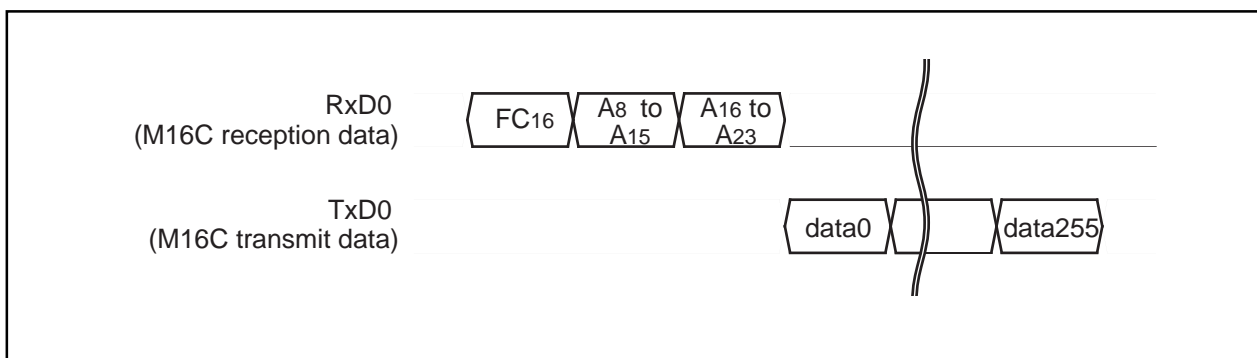 RxD0
(M16C reception data)
FC16
A8 to
A15
A16 to
A23
TxD0
(M16C transmit data)
data0
data255